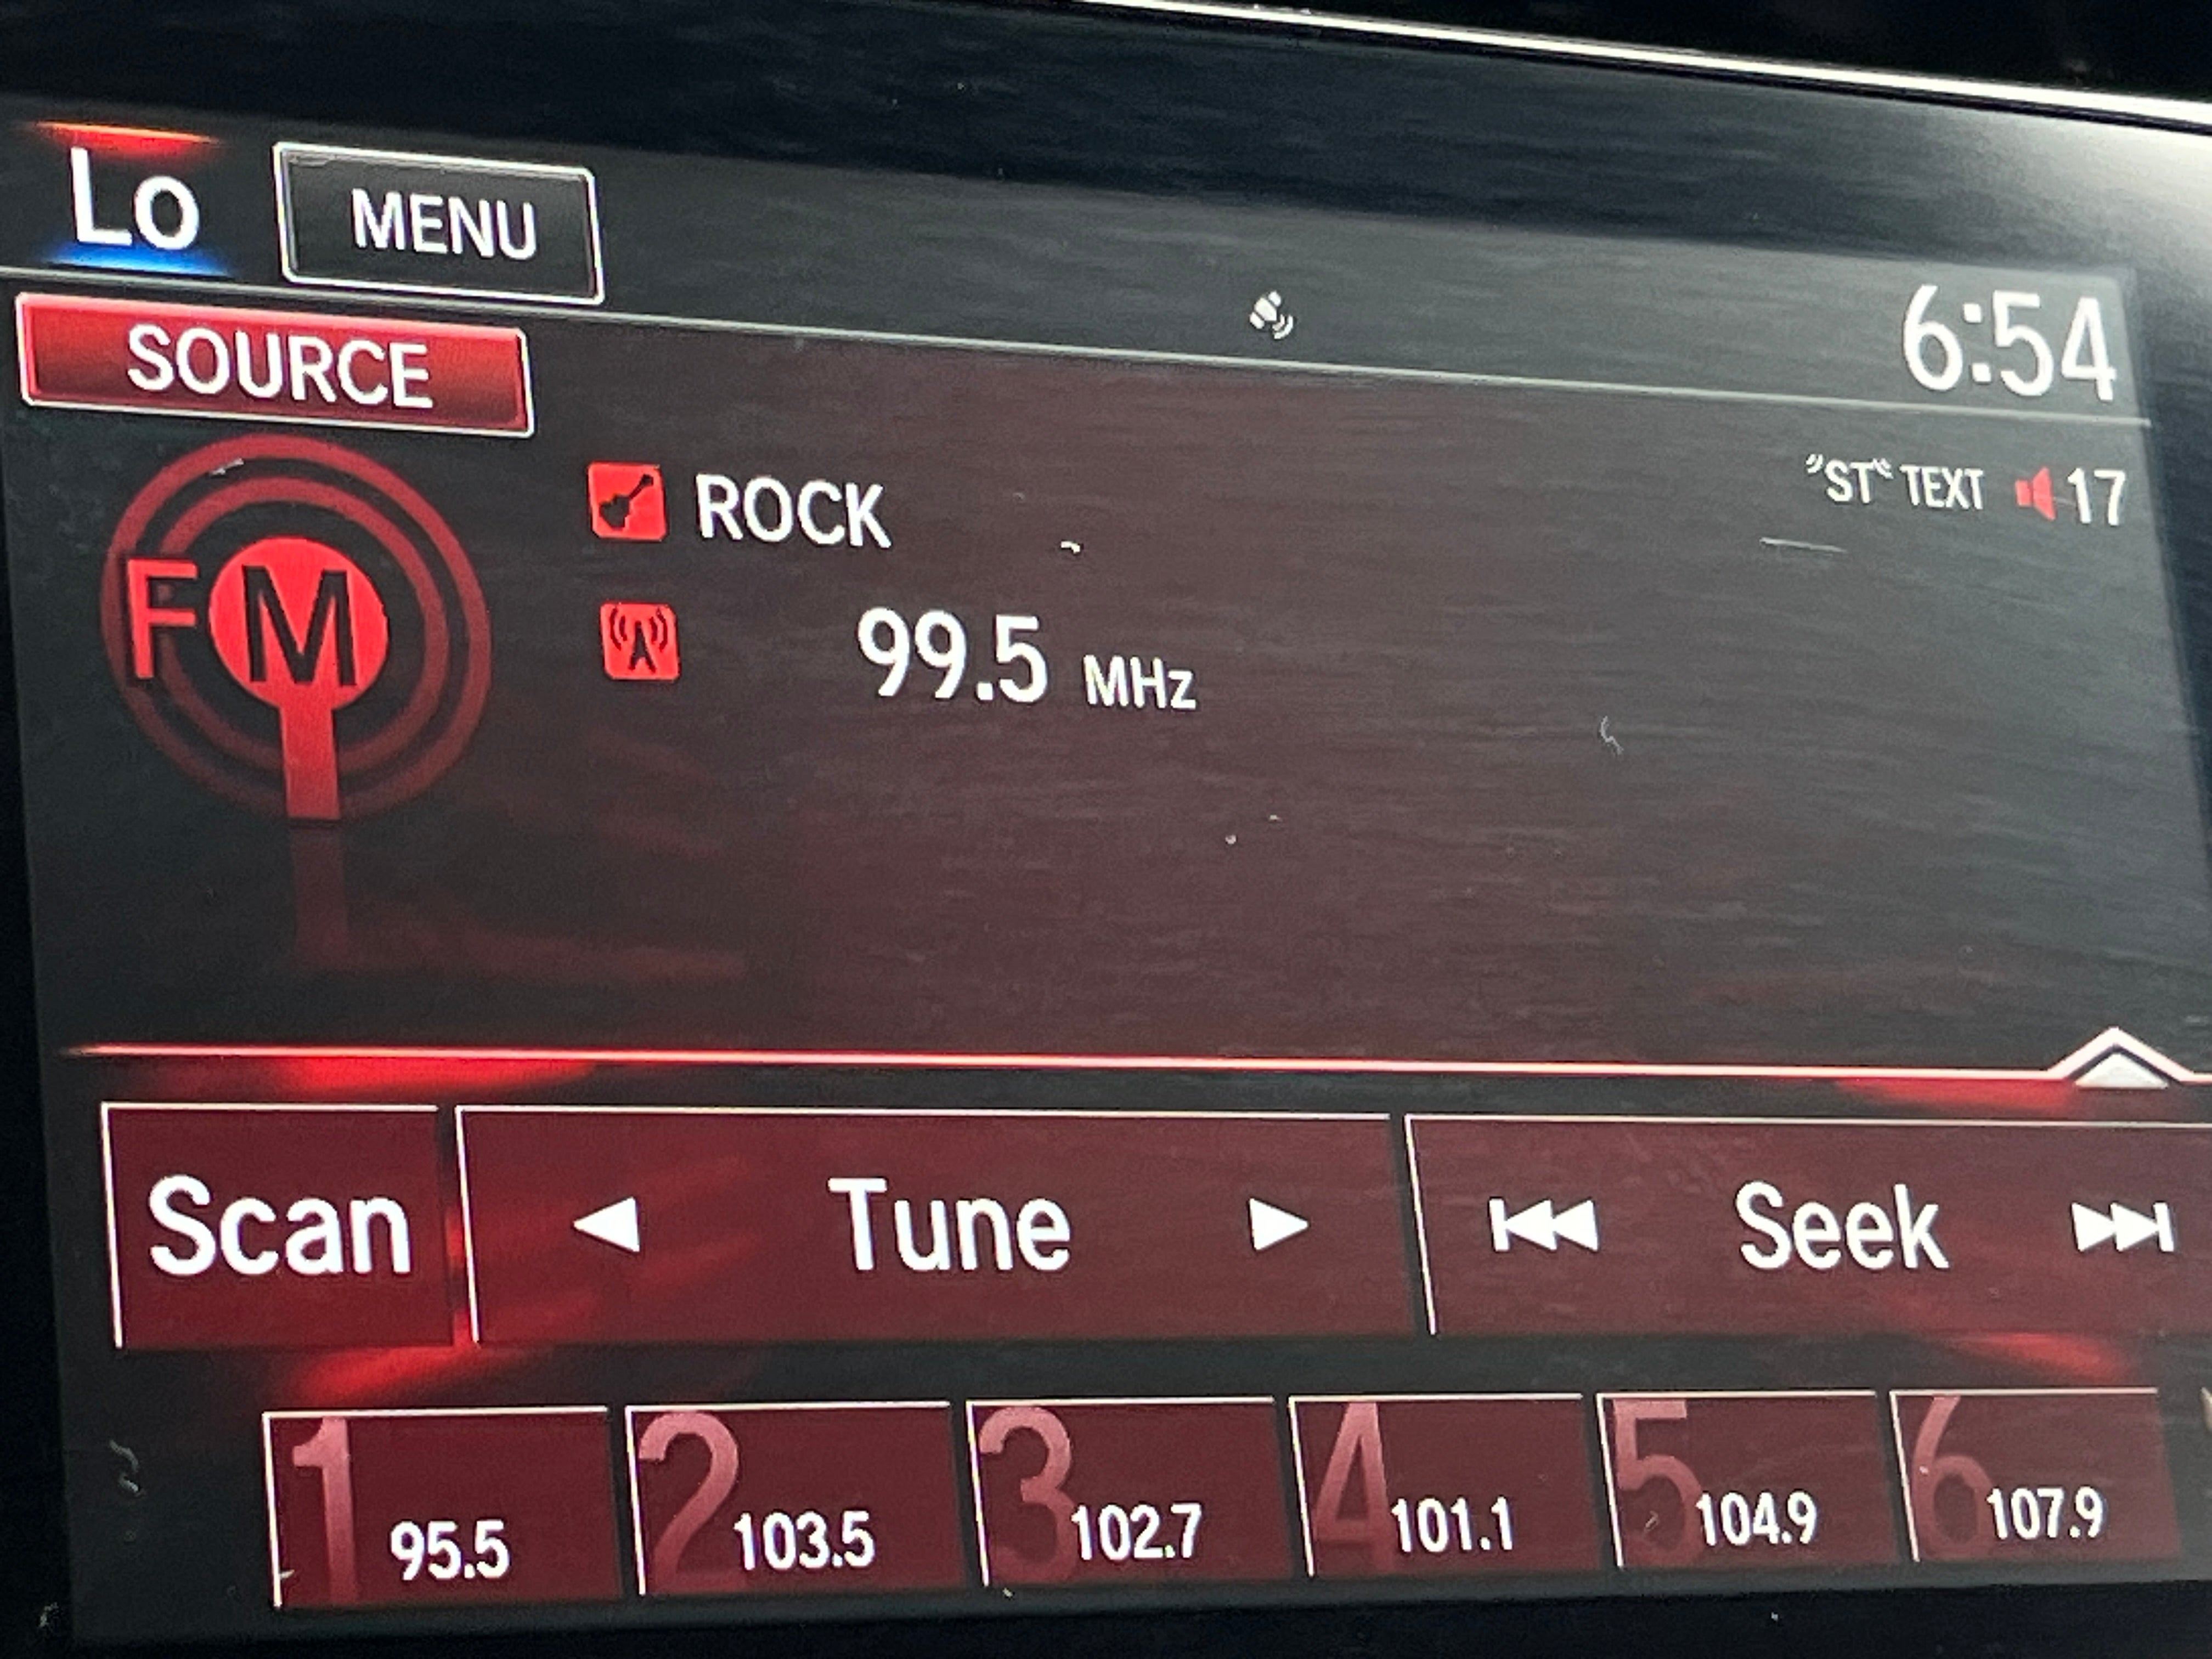 Lo MENU
6:54
SOURCE
"ST" TEXT 17
FM
ROCK
99.5 MHz
Scan Tune Seek
1 95.5 2 103.5 3 102.7 4 101.1 5 104.9 6 107.9